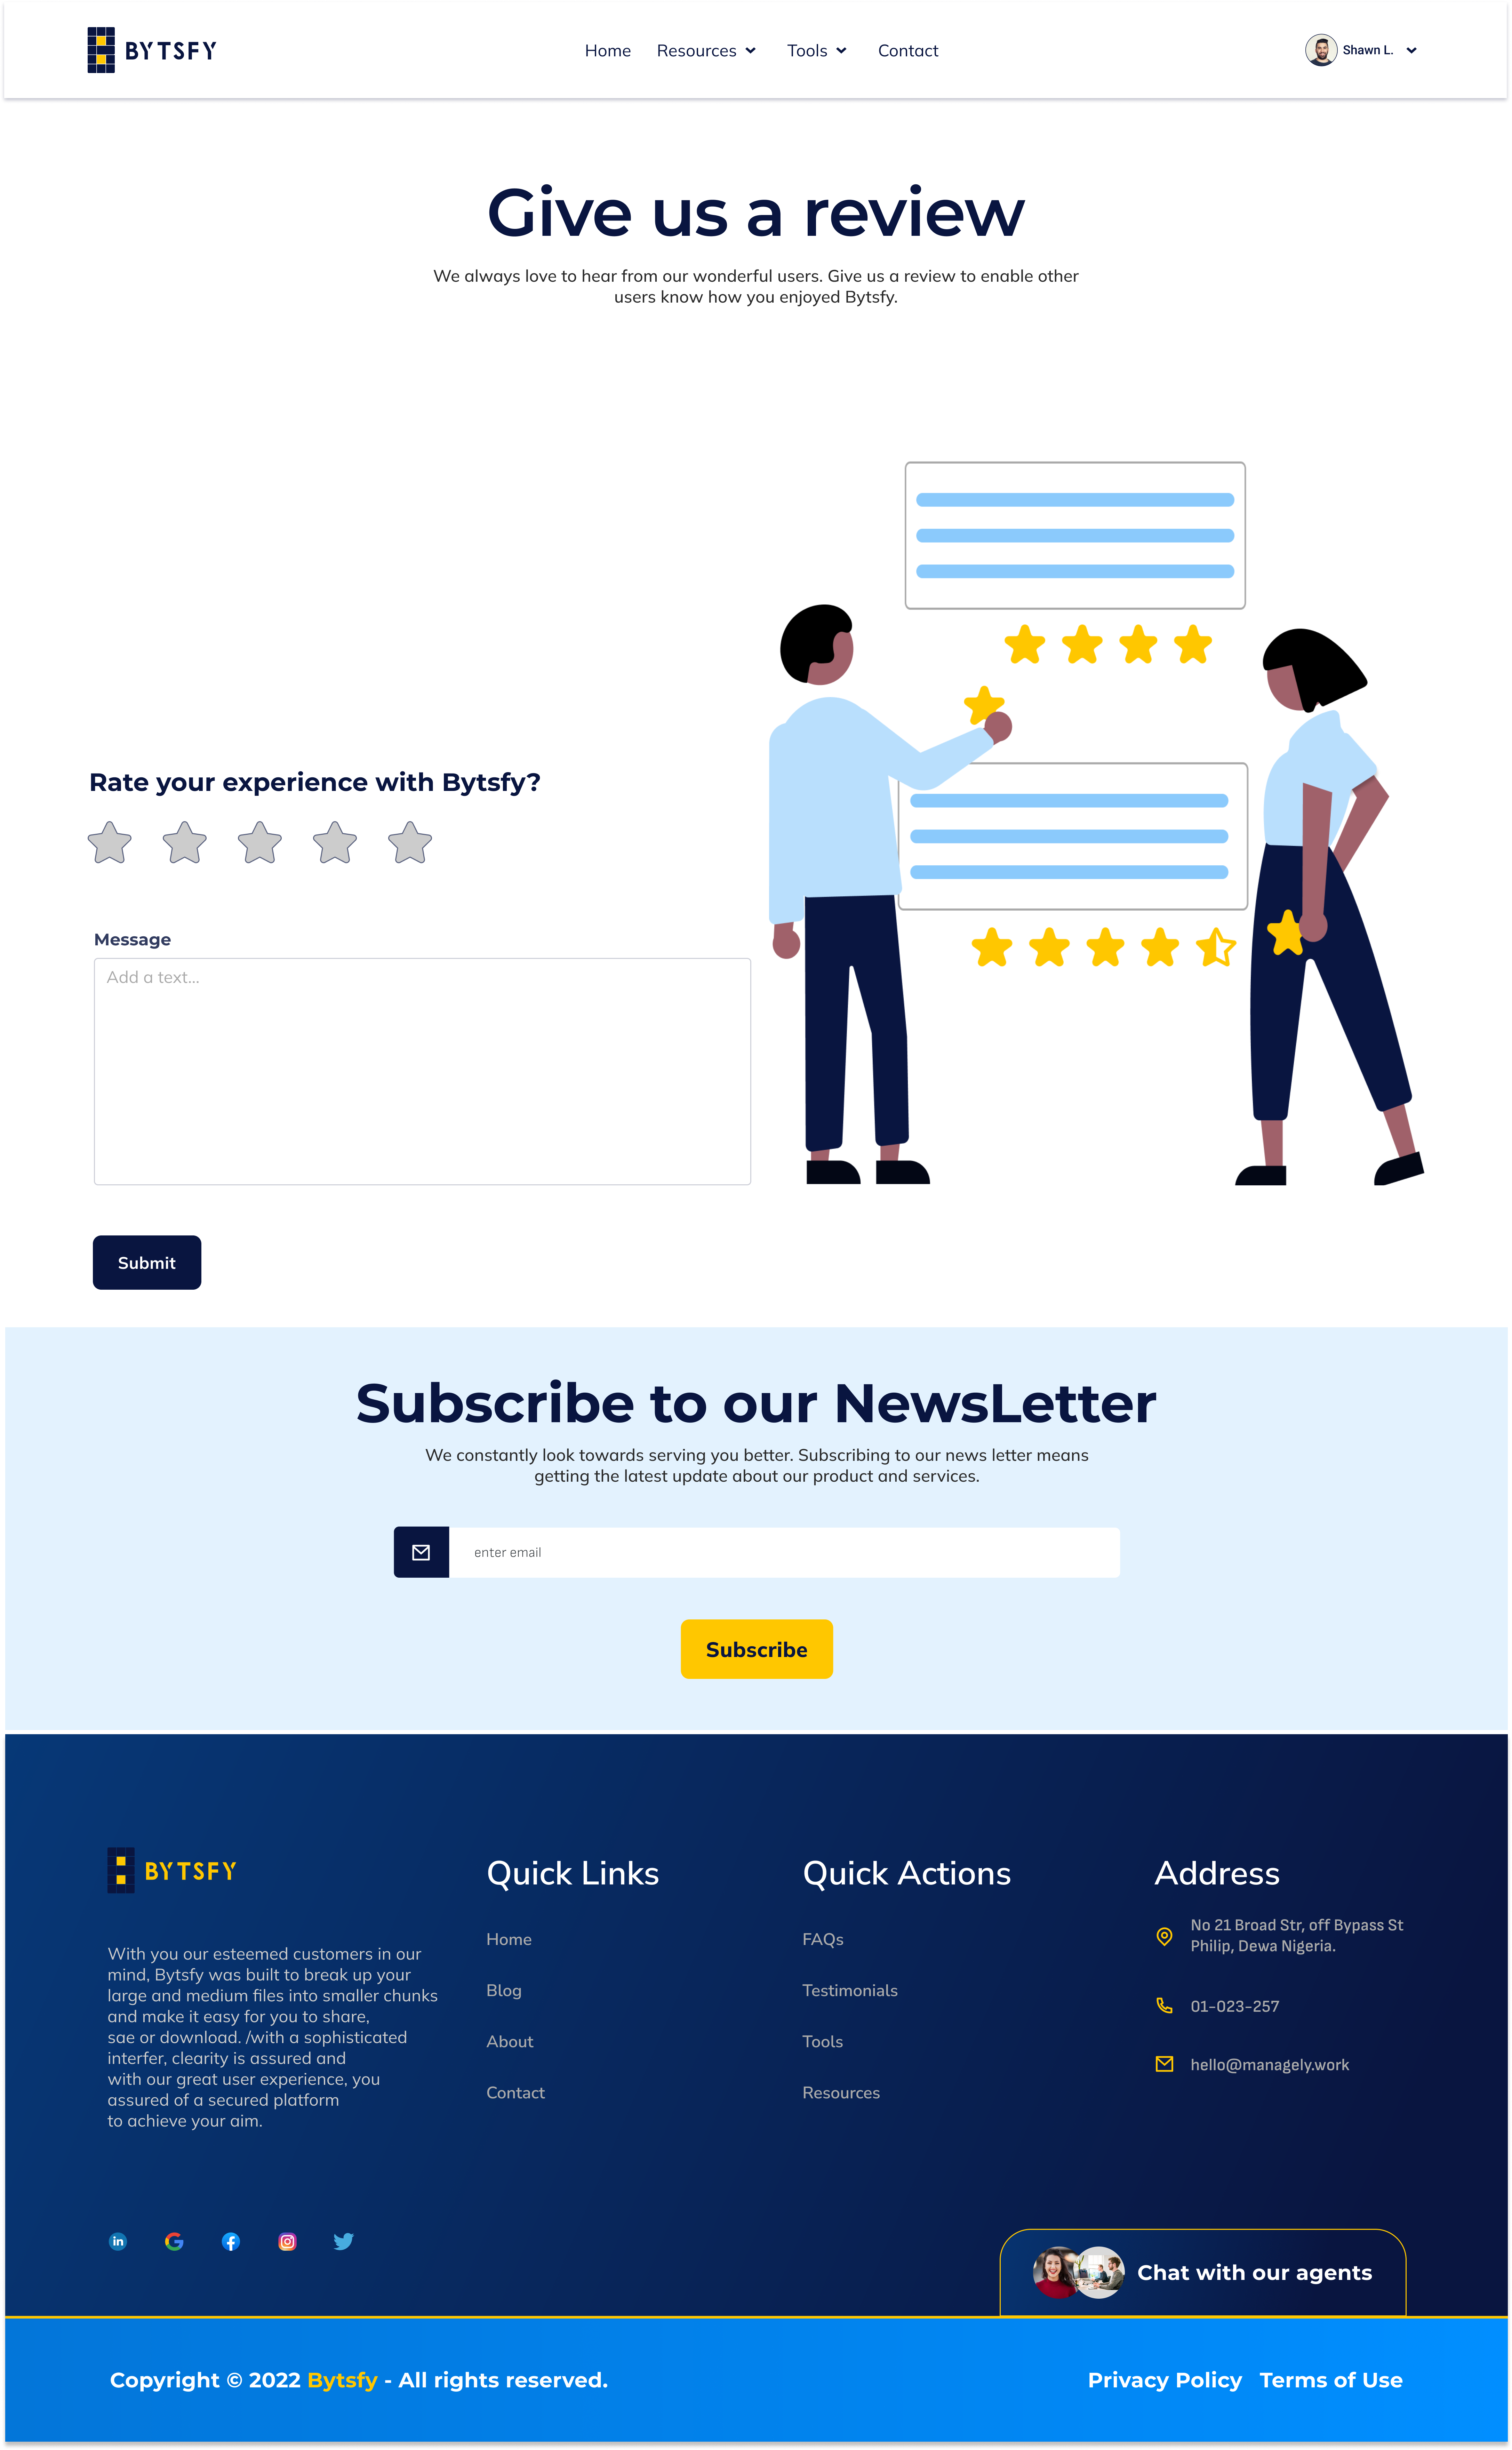 BYTSFY
Home Resources Tools Contact
Shawn L.
Give us a review
We always love to hear from our wonderful users. Give us a review to enable other
users know how you enjoyed Bytsfy.
Rate your experience with Bytsfy?
Message
Add a text...
Submit
Subscribe to our NewsLetter
We constantly look towards serving you better. Subscribing to our news letter means
getting the latest update about our product and services.
enter email
Subscribe
BYTSFY
With you our esteemed customers in our
mind, Bytsfy was built to break up your
large and medium files into smaller chunks
and make it easy for you to share,
sae or download. /with a sophisticated
interfer, clearity is assured and
with our great user experience, you
assured of a secured platform
to achieve your aim.
Quick Links
Home
Blog
About
Contact
Quick Actions
FAQs
Testimonials
Tools
Resources
Address
No 21 Broad Str, off Bypass St
Philip, Dewa Nigeria.
01-023-257
hello@managely.work
in
Chat with our agents
Copyright © 2022 Bytsfy - All rights reserved.
Privacy Policy Terms of Use